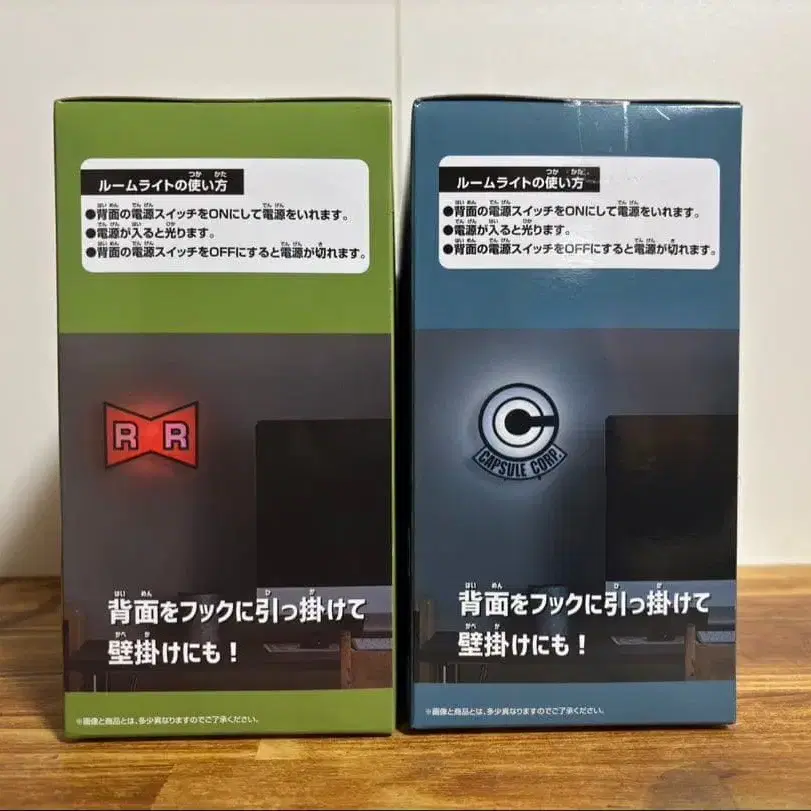 ルームライトの使い方
●背面の電源スイッチをONにして電源をいれます。
●電源が入ると光ります。
●背面の電源スイッチをOFFにすると電源が切れます。
R R
背面をフックに引っ掛けて
壁掛けにも！
※画像と商品とは、多少異なりますのでご了承ください。
ルームライトの使い方
●背面の電源スイッチをONにして電源をいれます。
●電源が入ると光ります。
●背面の電源スイッチをOFFにすると電源が切れます。
C
CAPSULE CORP.
背面をフックに引っ掛けて
壁掛けにも！
※画像と商品とは、多少異なりますのでご了承ください。